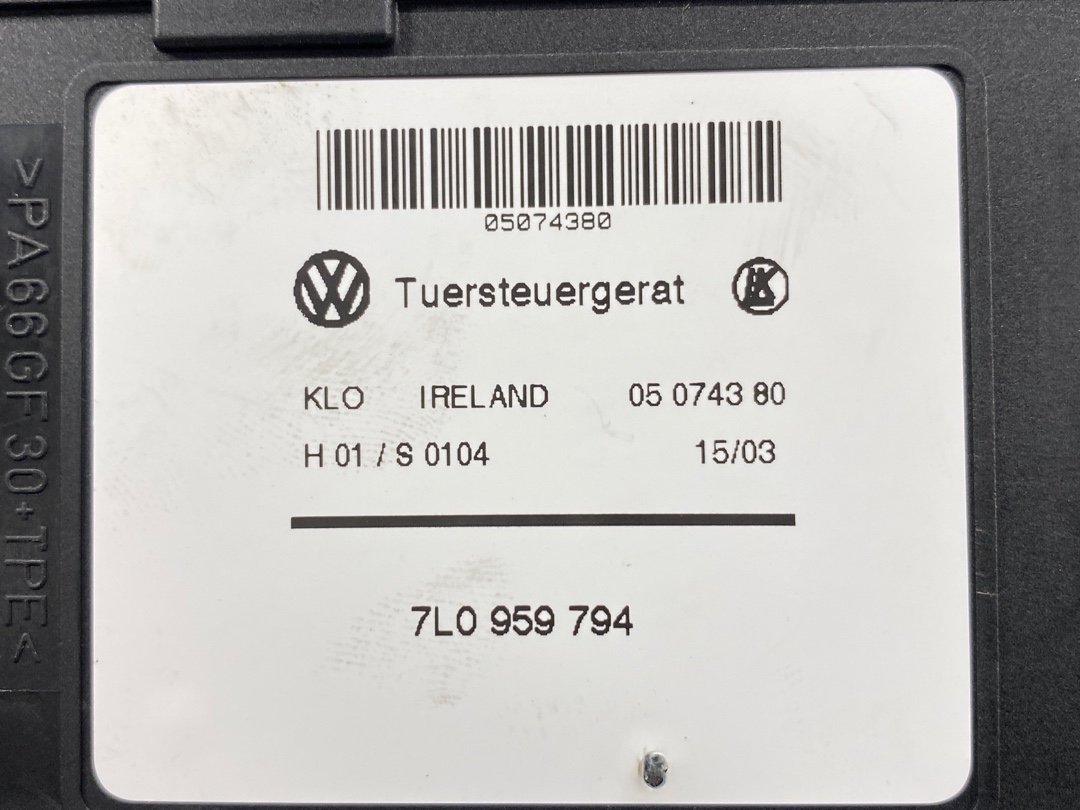 05074380
Tuersteuergerat
KLO IRELAND 05 0743 80
H 01 / S 0104 15/03
7L0 959 794
>PA66GF30+TPE<